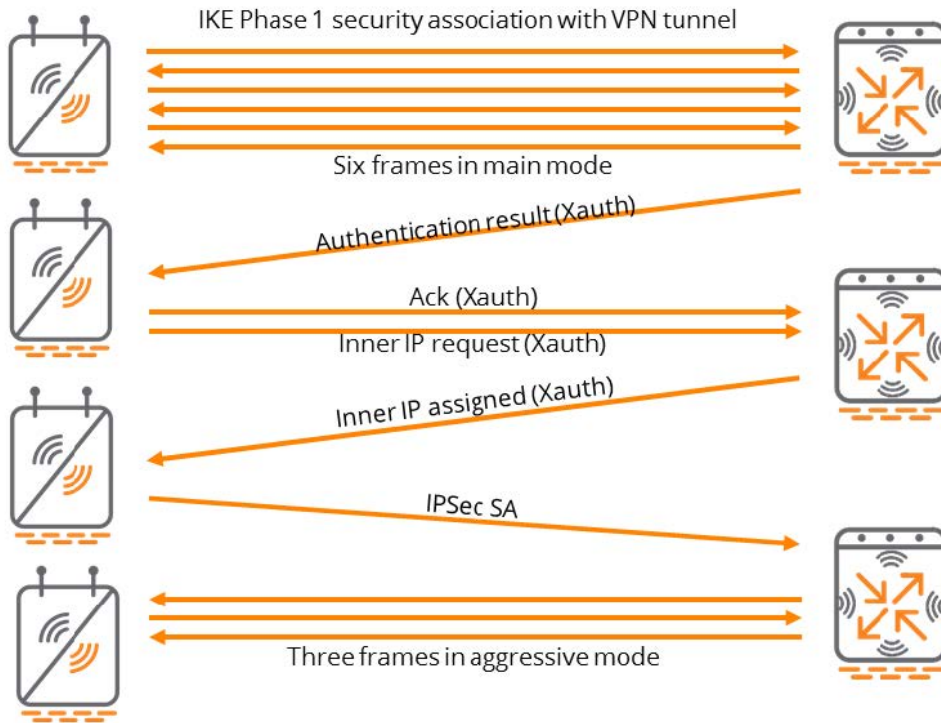 IKE Phase 1 security association with VPN tunnel
Six frames in main mode
Authentication result (Xauth)
Ack (Xauth)
Inner IP request (Xauth)
Inner IP assigned (Xauth)
IPSec SA
Three frames in aggressive mode